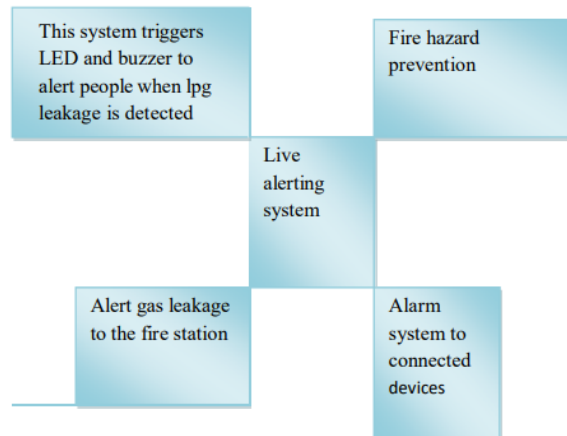 This system triggers
LED and buzzer to
alert people when lpg
leakage is detected
Fire hazard
prevention
Live
alerting
system
Alert gas leakage
to the fire station
Alarm
system to
connected
devices